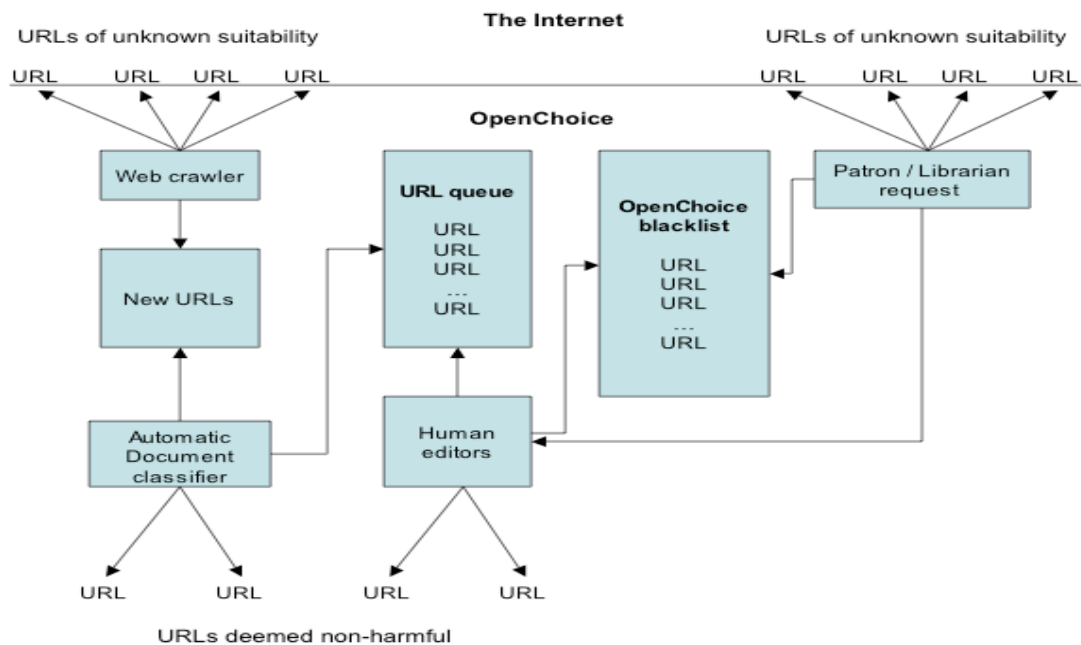 The Internet
URLs of unknown suitability
URLs of unknown suitability
URL URL URL URL
URL URL URL URL
OpenChoice
Web crawler
New URLs
Automatic
Document
classifier
URL queue
URL
URL
URL
...
URL
Human
editors
OpenChoice
blacklist
URL
URL
URL
...
URL
Patron / Librarian
request
URL URL
URL URL
URLs deemed non-harmful